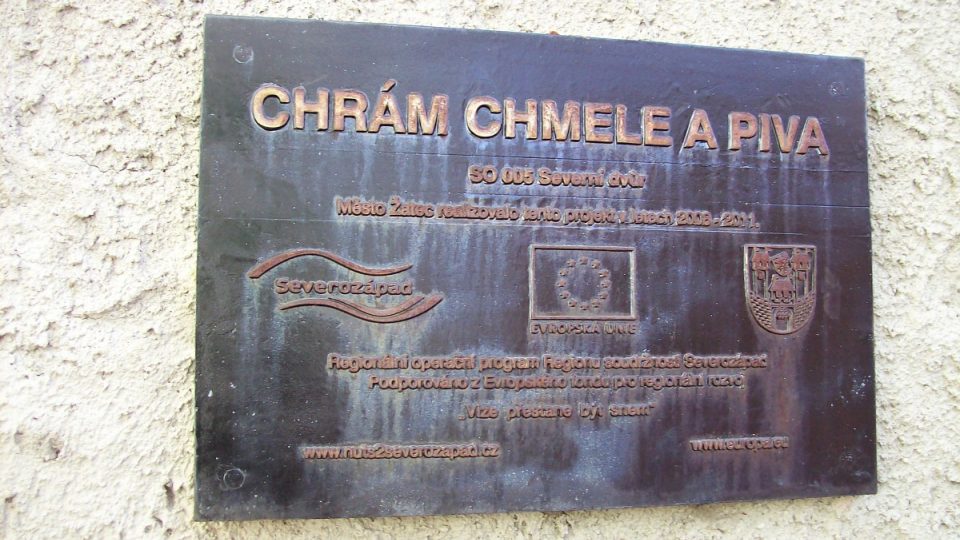 CHRÁM CHMELE A PIVA
SO 005 Severní dvůr
Město Žatec realizovalo tento projekt v letech 2008 - 2011.
Severozápad
EVROPSKÁ UNIE
Regionální operační program Regionu soudržnosti Severozápad
Podporováno z Evropského fondu pro regionální rozvoj
„Vize přestane být snem"
www.nuts2severozapad.cz
www.europa.eu